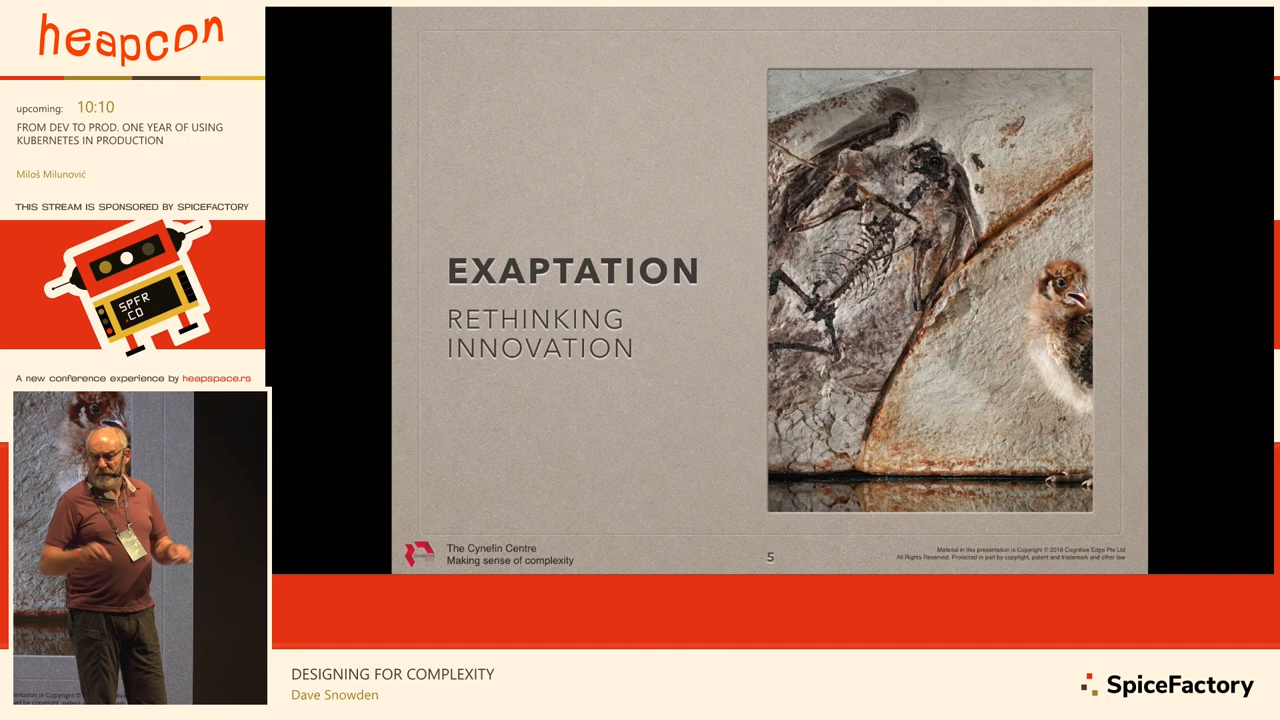 heapcon
upcoming: 10:10
FROM DEV TO PROD. ONE YEAR OF USING
KUBERNETES IN PRODUCTION
Miloš Milunović
THIS STREAM IS SPONSORED BY SPICEFACTORY
SPFR
.CO
A new conference experience by heapspace.rs
EXAPTATION
RETHINKING
INNOVATION
The Cynefin Centre
Making sense of complexity
5
Material in this presentation is Copyright © 2018 Cognitive Edge Pte Ltd
All Rights Reserved. Protected in part by copyright, patent and trademark and other law
DESIGNING FOR COMPLEXITY
Dave Snowden
SpiceFactory